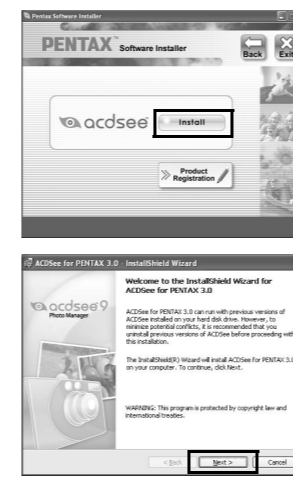 Pentax Software Installer
PENTAX Software Installer
Back
Exit
acdsee
Install
Product
Registration
ACDSee for PENTAX 3.0 - InstallShield Wizard
Welcome to the InstallShield Wizard for
ACDSee for PENTAX 3.0
acdsee 9
Photo Manager
ACDSee for PENTAX 3.0 can run with previous versions of
ACDSee installed on your hard disk drive. However, to
minimize potential conflicts, it is recommended that you
uninstall previous versions of ACDSee before proceeding with
this installation.
The InstallShield(R) Wizard will install ACDSee for PENTAX 3.0
on your computer. To continue, click Next.
WARNING: This program is protected by copyright law and
international treaties.
< Back
Next >
Cancel